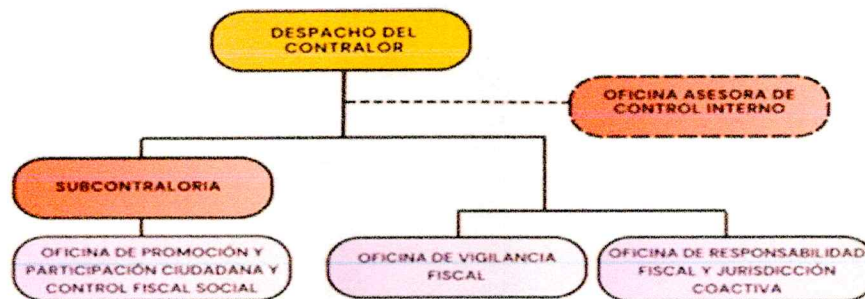 DESPACHO DEL
CONTRALOR
OFICINA ASESORA DE
CONTROL INTERNO
SUBCONTRALORIA
OFICINA DE PROMOCIÓN Y
PARTICIPACIÓN CIUDADANA Y
CONTROL FISCAL SOCIAL
OFICINA DE VIGILANCIA
FISCAL
OFICINA DE RESPONSABILIDAD
FISCAL Y JURISDICCIÓN
COACTIVA